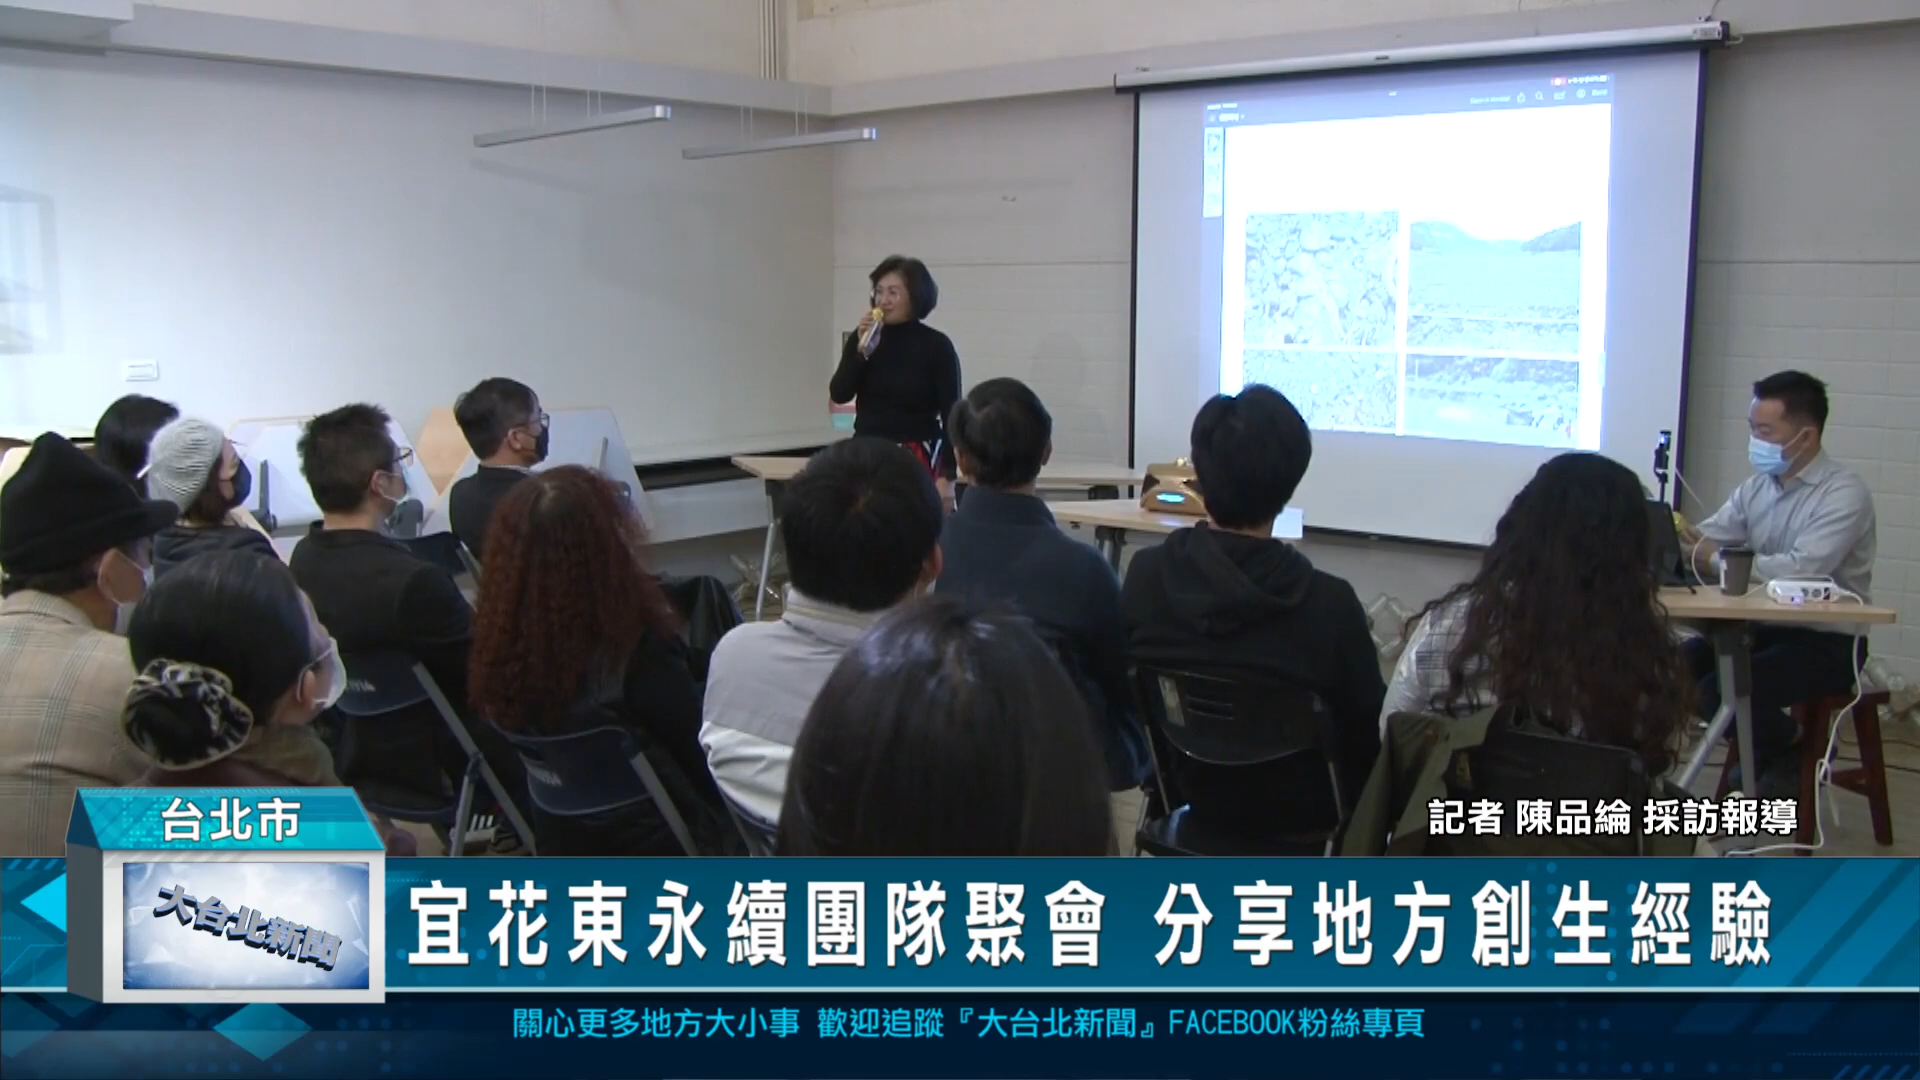 記者 陳品綸 採訪報導
台北市
大台北新聞
宜花東永續團隊聚會 分享地方創生經驗
關心更多地方大小事 歡迎追蹤『大台北新聞』FACEBOOK粉絲專頁